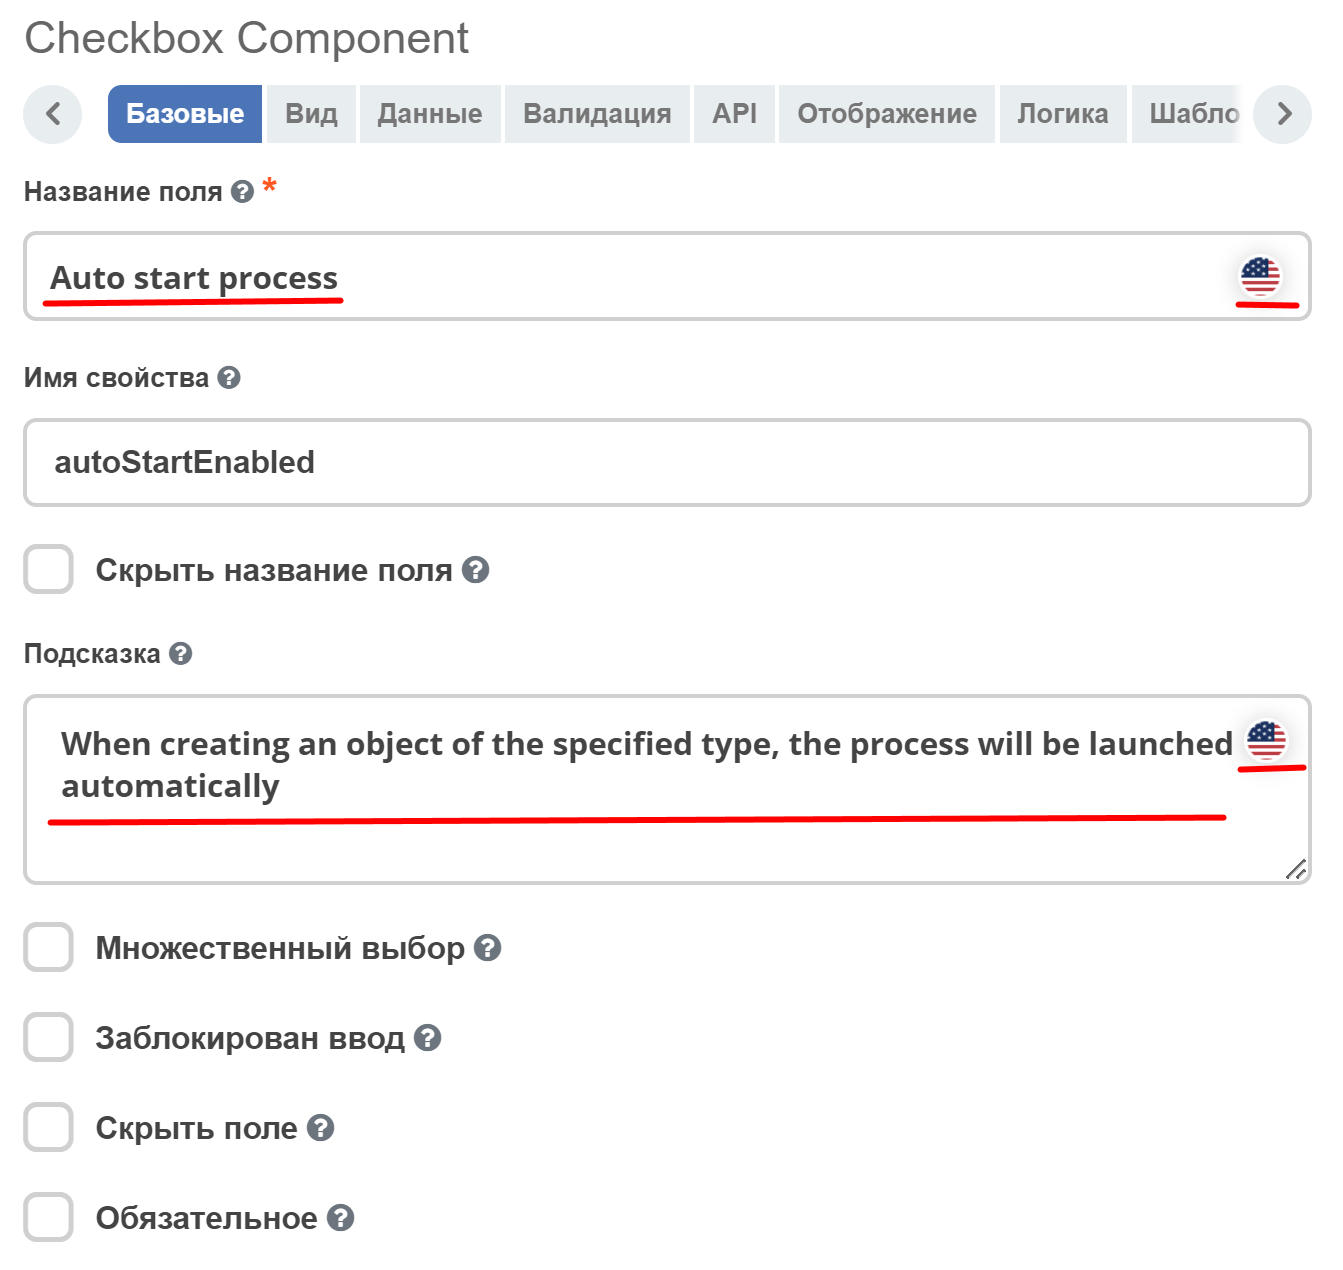 Checkbox Component
Базовые Вид Данные Валидация API Отображение Логика Шабло
Название поля *
Auto start process
Имя свойства
autoStartEnabled
Скрыть название поля
Подсказка
When creating an object of the specified type, the process will be launched
automatically
Множественный выбор
Заблокирован ввод
Скрыть поле
Обязательное